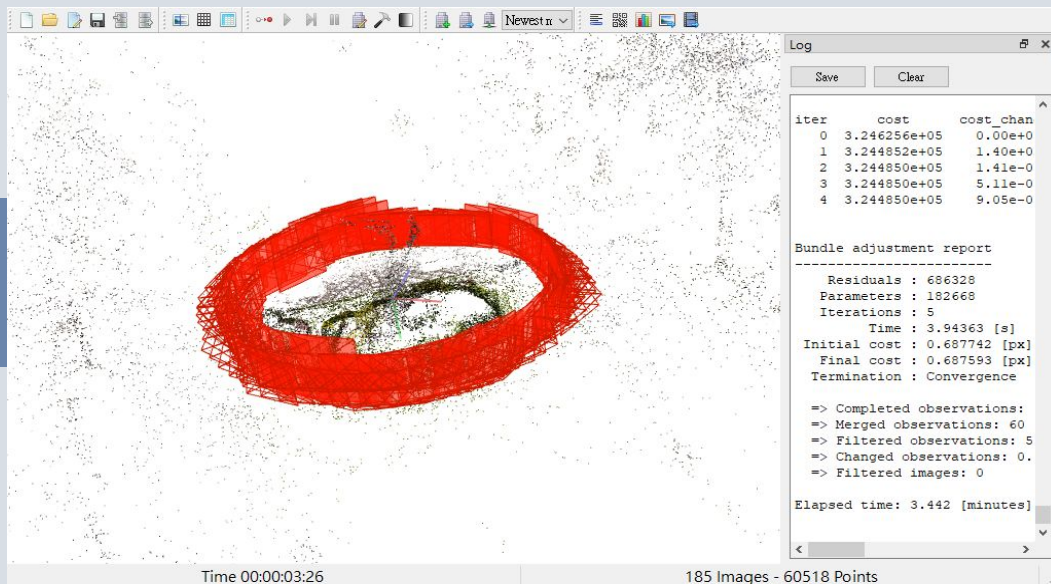 Newest n
Log
Save
Clear
iter cost cost_chan
0 3.246256e+05 0.00e+0
1 3.244852e+05 1.40e+0
2 3.244850e+05 1.41e-0
3 3.244850e+05 5.11e-0
4 3.244850e+05 9.05e-0
Bundle adjustment report
------------------------
Residuals : 686328
Parameters : 182668
Iterations : 5
Time : 3.94363 [s]
Initial cost : 0.687742 [px]
Final cost : 0.687593 [px]
Termination : Convergence
=> Completed observations:
=> Merged observations: 60
=> Filtered observations: 5
=> Changed observations: 0.
=> Filtered images: 0
Elapsed time: 3.442 [minutes]
Time 00:00:03:26
185 Images - 60518 Points